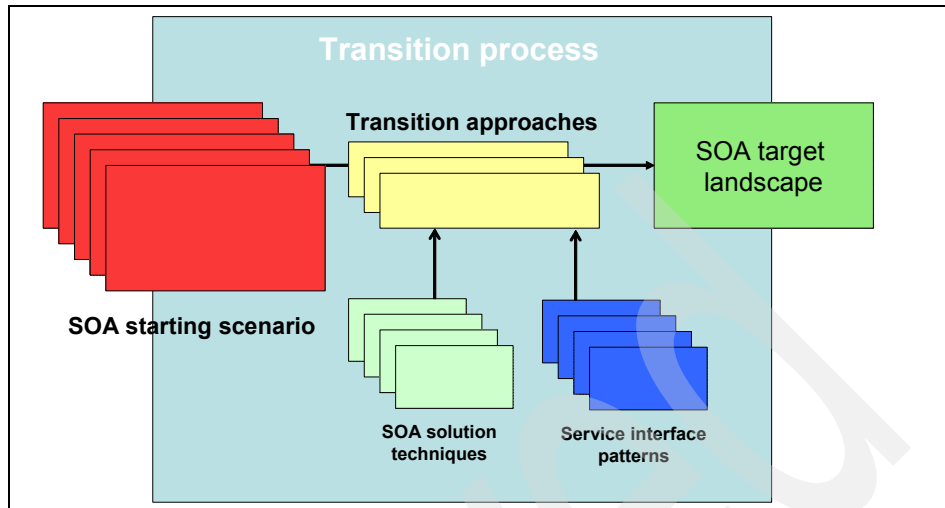 Transition process
Transition approaches
SOA target
landscape
SOA starting scenario
SOA solution
techniques
Service interface
patterns